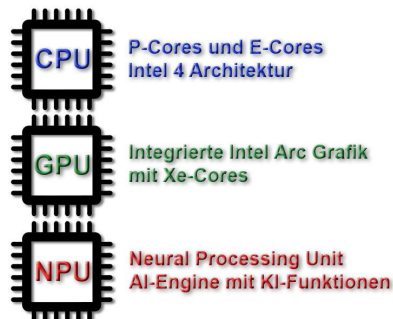 CPU
P-Cores und E-Cores
Intel 4 Architektur
GPU
Integrierte Intel Arc Grafik
mit Xe-Cores
NPU
Neural Processing Unit
AI-Engine mit KI-Funktionen